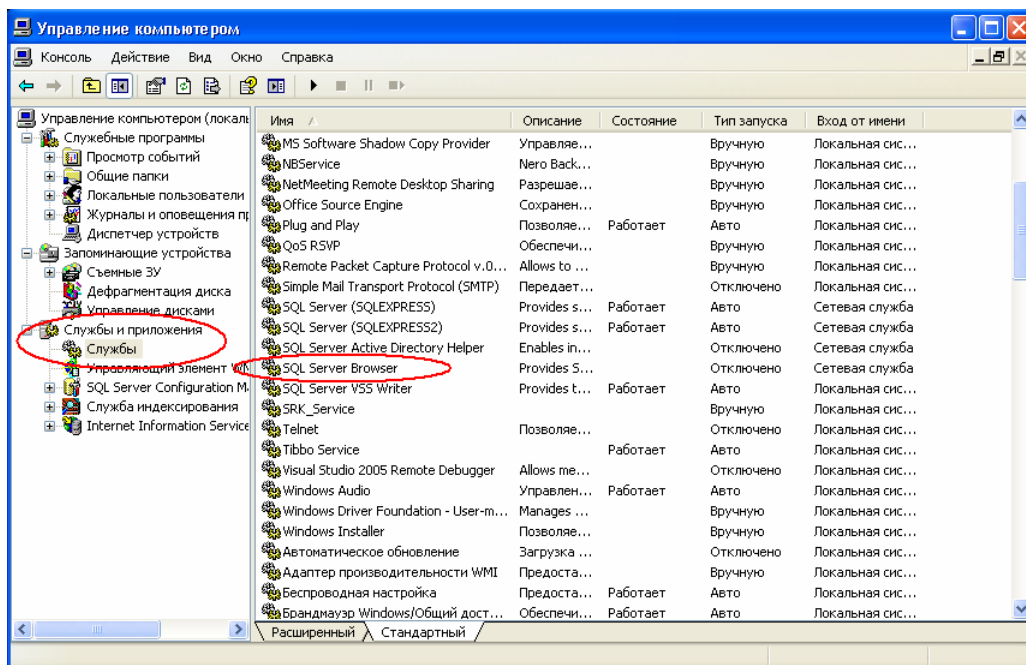 Управление компьютером
Консоль Действие Вид Окно Справка
Управление компьютером (локаль
Служебные программы
Просмотр событий
Общие папки
Локальные пользователи
Журналы и оповещения пр
Диспетчер устройств
Запоминающие устройства
Съемные ЗУ
Дефрагментация диска
Управление дисками
Службы и приложения
Службы
Управляющий элемент WM
SQL Server Configuration Ma
Служба индексирования
Internet Information Service
Имя Описание Состояние Тип запуска Вход от имени
MS Software Shadow Copy Provider Управляе... Вручную Локальная сис...
NBService Nero Back... Вручную Локальная сис...
NetMeeting Remote Desktop Sharing Разрешае... Вручную Локальная сис...
Office Source Engine Сохранен... Вручную Локальная сис...
Plug and Play Позволяе... Работает Авто Локальная сис...
QoS RSVP Обеспечи... Вручную Локальная сис...
Remote Packet Capture Protocol v.0... Allows to ... Вручную Локальная сис...
Simple Mail Transport Protocol (SMTP) Передает... Отключено Локальная сис...
SQL Server (SQLEXPRESS) Provides s... Работает Авто Сетевая служба
SQL Server (SQLEXPRESS2) Provides s... Работает Авто Сетевая служба
SQL Server Active Directory Helper Enables in... Отключено Сетевая служба
SQL Server Browser Provides S... Отключено Сетевая служба
SQL Server VSS Writer Provides t... Работает Авто Локальная сис...
SRK_Service Вручную Локальная сис...
Telnet Позволяе... Отключено Локальная сис...
Tibbo Service Работает Авто Локальная сис...
Visual Studio 2005 Remote Debugger Allows me... Отключено Локальная сис...
Windows Audio Управлен... Работает Авто Локальная сис...
Windows Driver Foundation - User-m... Manages ... Вручную Локальная сис...
Windows Installer Позволяе... Вручную Локальная сис...
Автоматическое обновление Загрузка ... Отключено Локальная сис...
Адаптер производительности WMI Предоста... Вручную Локальная сис...
Беспроводная настройка Предоста... Работает Авто Локальная сис...
Брандмауэр Windows/Общий дост... Обеспечи... Работает Авто Локальная сис...
Расширенный Стандартный